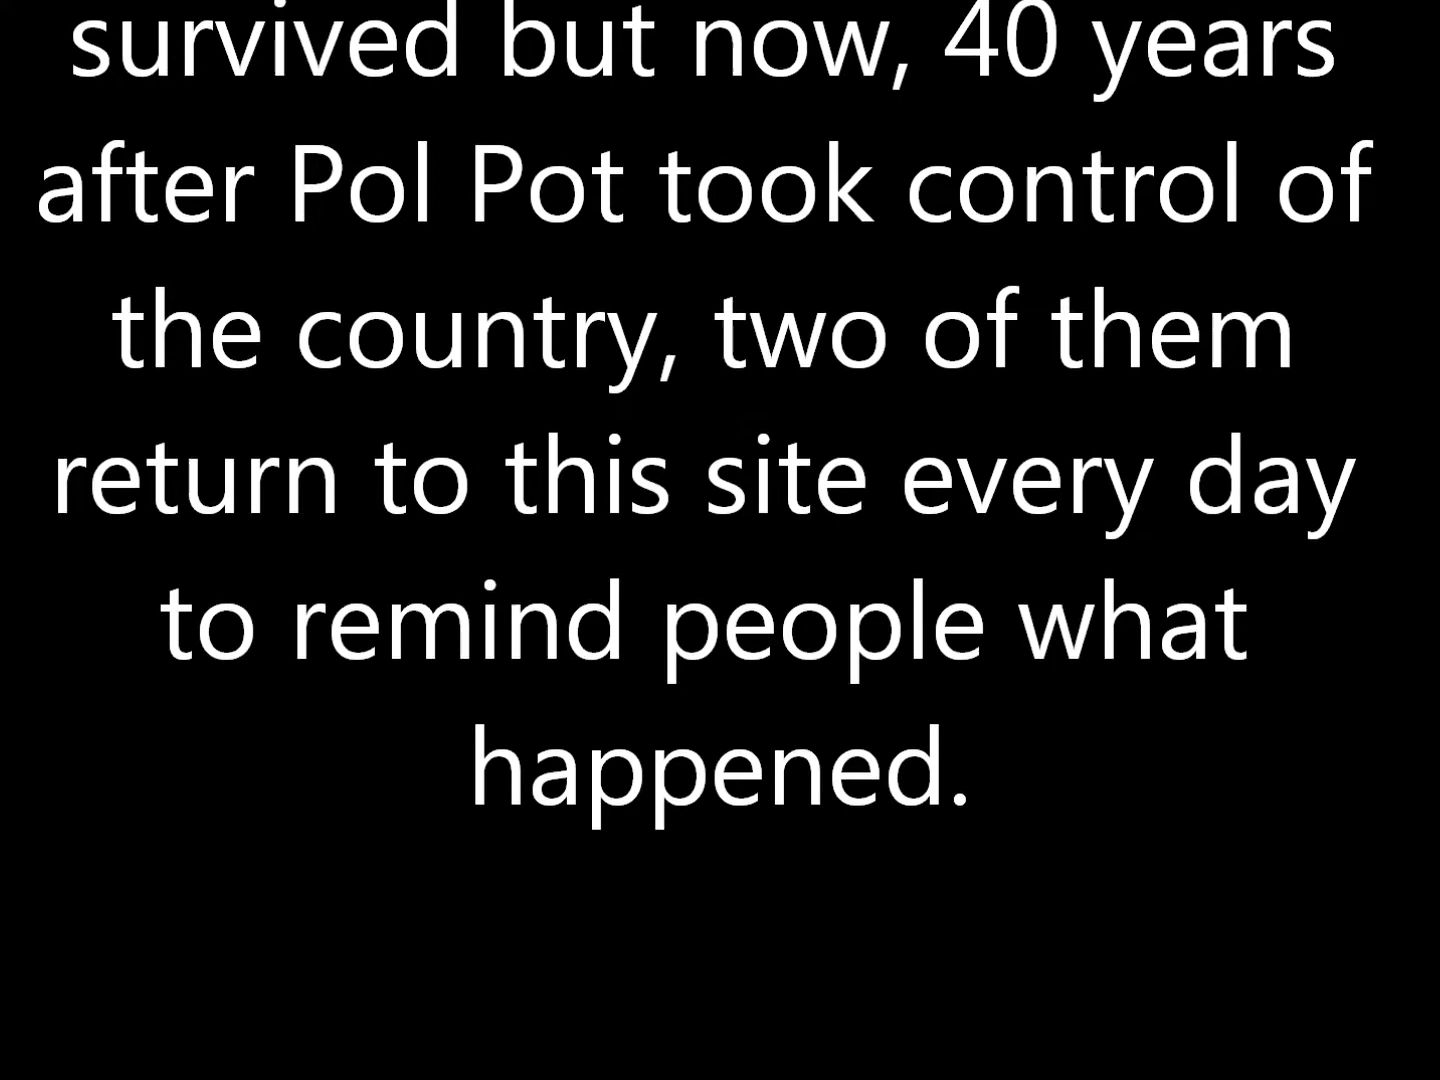 survived but now, 40 years
after Pol Pot took control of
the country, two of them
return to this site every day
to remind people what
happened.